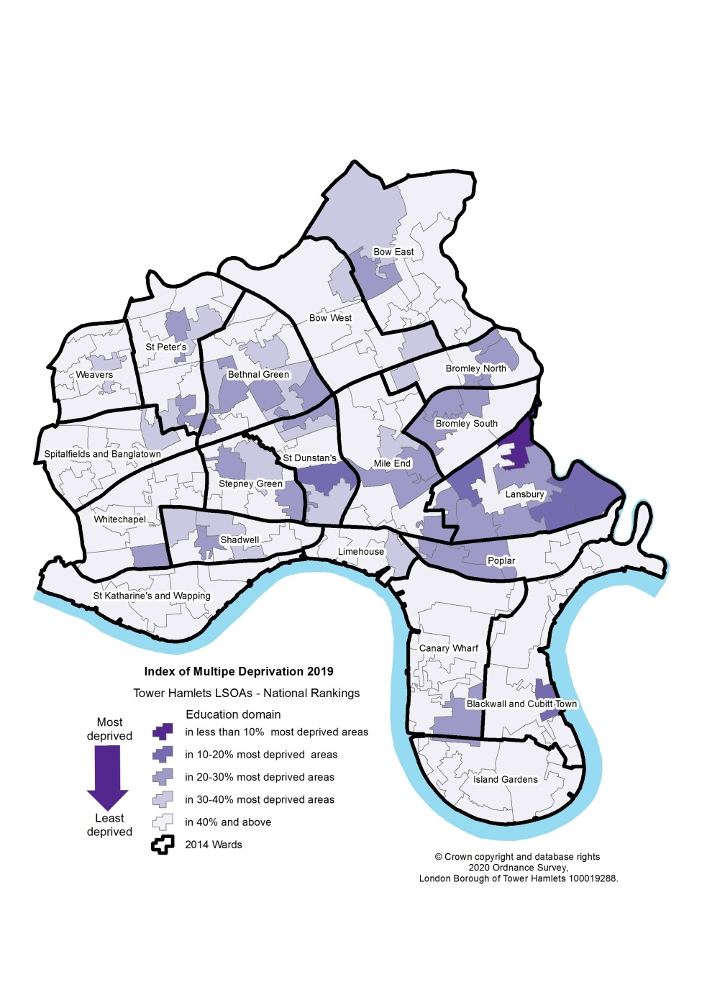 Bow East
Bow West
St Peter's
Weavers
Bethnal Green
Bromley North
Bromley South
Spitalfields and Banglatown
St Dunstan's
Mile End
Stepney Green
Lansbury
Whitechapel
Shadwell
Limehouse
Poplar
St Katharine's and Wapping
Canary Wharf
Blackwall and Cubitt Town
Island Gardens
Index of Multipe Deprivation 2019
Tower Hamlets LSOAs - National Rankings
Education domain
Most
deprived
Least
deprived
in less than 10% most deprived areas
in 10-20% most deprived areas
in 20-30% most deprived areas
in 30-40% most deprived areas
in 40% and above
2014 Wards
© Crown copyright and database rights
2020 Ordnance Survey,
London Borough of Tower Hamlets 100019288.